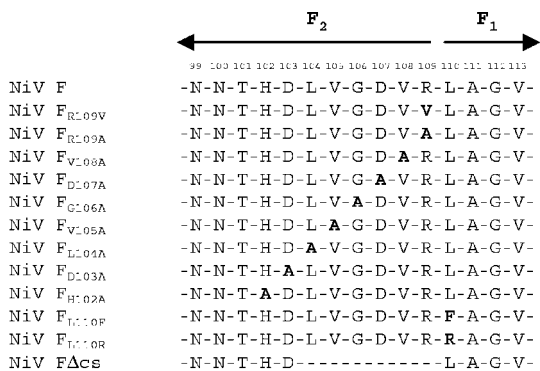 F2 F1
99 100 101 102 103 104 105 106 107 108 109 110 111 112 113
NiV F -N-N-T-H-D-L-V-G-D-V-R-L-A-G-V-
NiV FR109V -N-N-T-H-D-L-V-G-D-V-V-L-A-G-V-
NiV FR109A -N-N-T-H-D-L-V-G-D-V-A-L-A-G-V-
NiV FV108A -N-N-T-H-D-L-V-G-D-A-R-L-A-G-V-
NiV FD107A -N-N-T-H-D-L-V-G-A-V-R-L-A-G-V-
NiV FG106A -N-N-T-H-D-L-V-A-D-V-R-L-A-G-V-
NiV FV105A -N-N-T-H-D-L-A-G-D-V-R-L-A-G-V-
NiV FL104A -N-N-T-H-D-A-V-G-D-V-R-L-A-G-V-
NiV FD103A -N-N-T-H-A-L-V-G-D-V-R-L-A-G-V-
NiV FH102A -N-N-T-A-D-L-V-G-D-V-R-L-A-G-V-
NiV FL110F -N-N-T-H-D-L-V-G-D-V-R-F-A-G-V-
NiV FL110R -N-N-T-H-D-L-V-G-D-V-R-R-A-G-V-
NiV FΔcs -N-N-T-H-D-------------L-A-G-V-